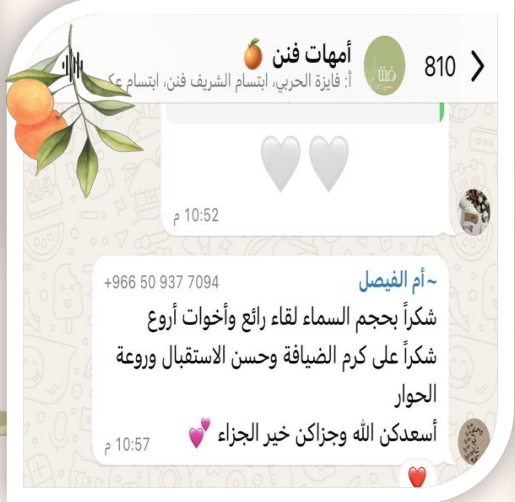 810
أمهات فنن 🍊
أ: فايزة الحربي، ابتسام الشريف فنن، ابتسام عكـ
فنن
🤍🤍
10:52 م
~أم الفيصل
+966 50 937 7094
شكراً بحجم السماء لقاء رائع وأخوات أروع
شكراً على كرم الضيافة وحسن الاستقبال وروعة
الحوار
أسعدكن الله وجزاكن خير الجزاء 💞
10:57 م
❤️